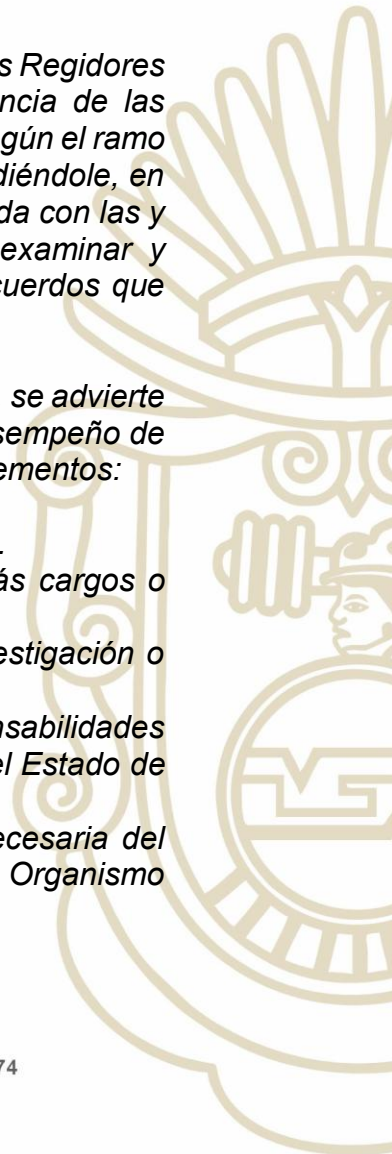 s Regidores
ncia de las
gún el ramo
diéndole, en
da con las y
examinar y
cuerdos que
se advierte
sempeño de
ementos:
.
ás cargos o
estigación o
nsabilidades
el Estado de
ecesaria del
Organismo
74